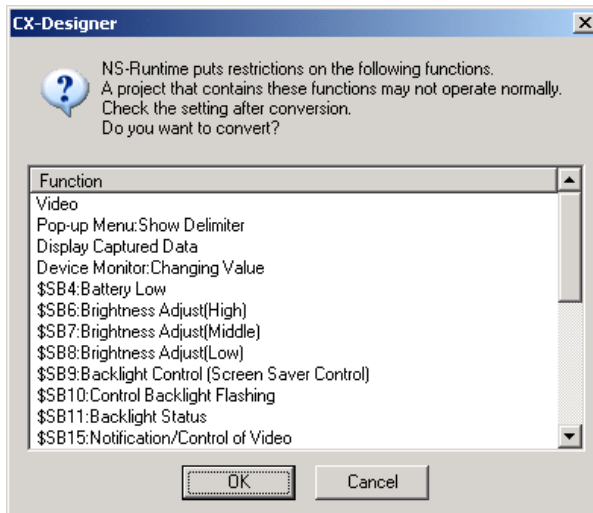 CX-Designer
NS-Runtime puts restrictions on the following functions.
A project that contains these functions may not operate normally.
Check the setting after conversion.
Do you want to convert?
Function
Video
Pop-up Menu:Show Delimiter
Display Captured Data
Device Monitor:Changing Value
$SB4:Battery Low
$SB6:Brightness Adjust(High)
$SB7:Brightness Adjust(Middle)
$SB8:Brightness Adjust(Low)
$SB9:Backlight Control (Screen Saver Control)
$SB10:Control Backlight Flashing
$SB11:Backlight Status
$SB15:Notification/Control of Video
OK Cancel